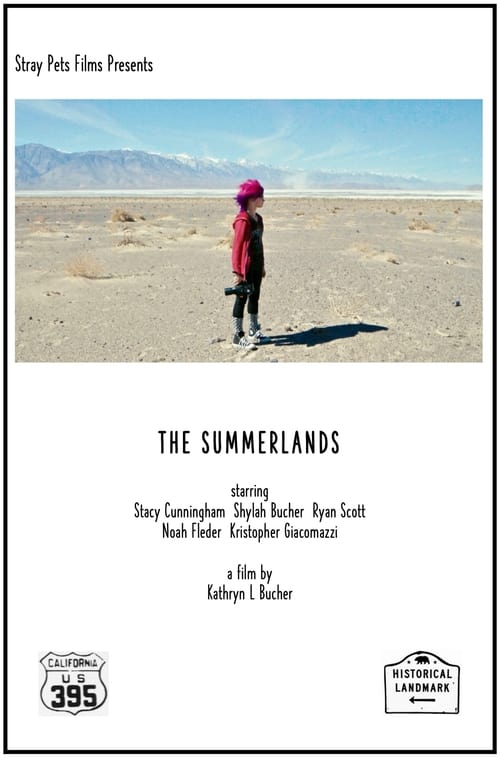 Stray Pets Films Presents
THE SUMMERLANDS
starring
Stacy Cunningham Shylah Bucher Ryan Scott
Noah Fleder Kristopher Giacomazzi
a film by
Kathryn L Bucher
CALIFORNIA
US
395
HISTORICAL
LANDMARK